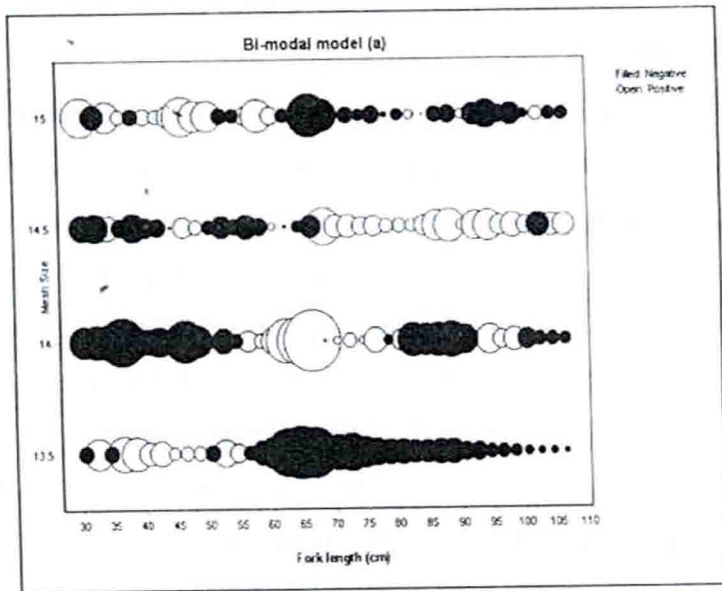 Bi-modal model (a)
Filled Negative
Open Positive
15
14.5
Mesh Size
14
13.5
30 35 40 45 50 55 60 65 70 75 80 85 90 95 100 105 110
Fork length (cm)